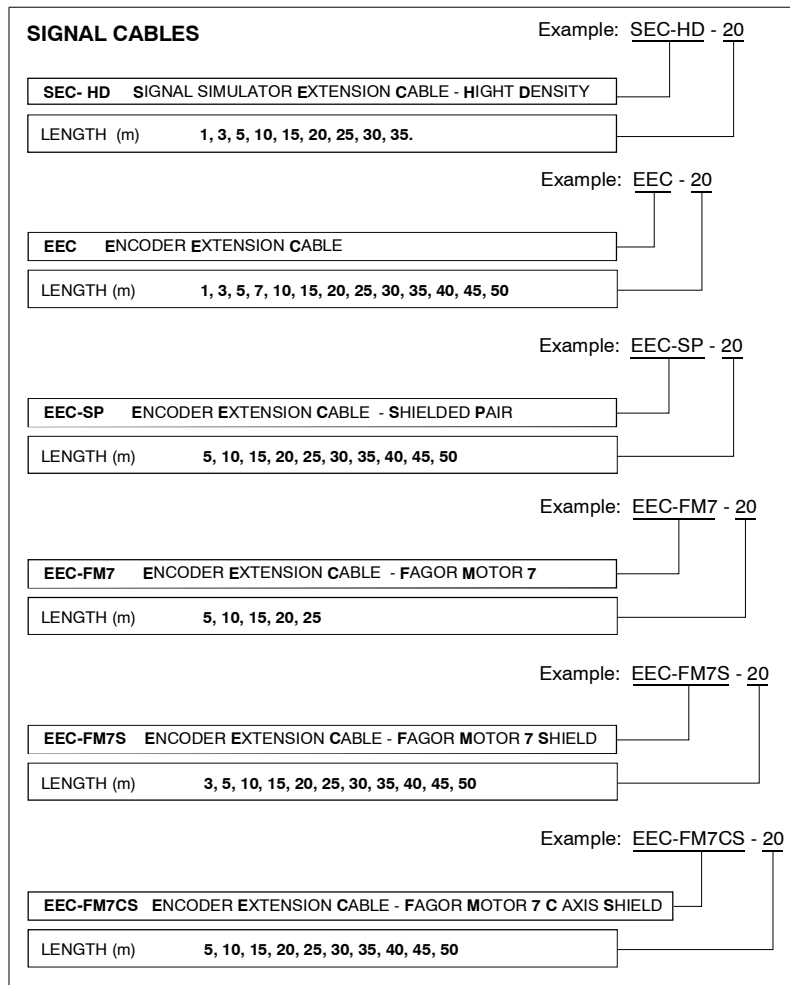 SIGNAL CABLES
Example: SEC-HD - 20
SEC- HD SIGNAL SIMULATOR EXTENSION CABLE - HIGHT DENSITY
LENGTH (m) 1, 3, 5, 10, 15, 20, 25, 30, 35.
Example: EEC - 20
EEC ENCODER EXTENSION CABLE
LENGTH (m) 1, 3, 5, 7, 10, 15, 20, 25, 30, 35, 40, 45, 50
Example: EEC-SP - 20
EEC-SP ENCODER EXTENSION CABLE - SHIELDED PAIR
LENGTH (m) 5, 10, 15, 20, 25, 30, 35, 40, 45, 50
Example: EEC-FM7 - 20
EEC-FM7 ENCODER EXTENSION CABLE - FAGOR MOTOR 7
LENGTH (m) 5, 10, 15, 20, 25
Example: EEC-FM7S - 20
EEC-FM7S ENCODER EXTENSION CABLE - FAGOR MOTOR 7 SHIELD
LENGTH (m) 3, 5, 10, 15, 20, 25, 30, 35, 40, 45, 50
Example: EEC-FM7CS - 20
EEC-FM7CS ENCODER EXTENSION CABLE - FAGOR MOTOR 7 C AXIS SHIELD
LENGTH (m) 5, 10, 15, 20, 25, 30, 35, 40, 45, 50